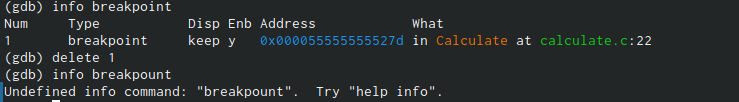 (gdb) info breakpoint
Num     Type           Disp Enb Address            What
1       breakpoint     keep y   0x000055555555527d in Calculate at calculate.c:22
(gdb) delete 1
(gdb) info breakpount
Undefined info command: "breakpount".  Try "help info".